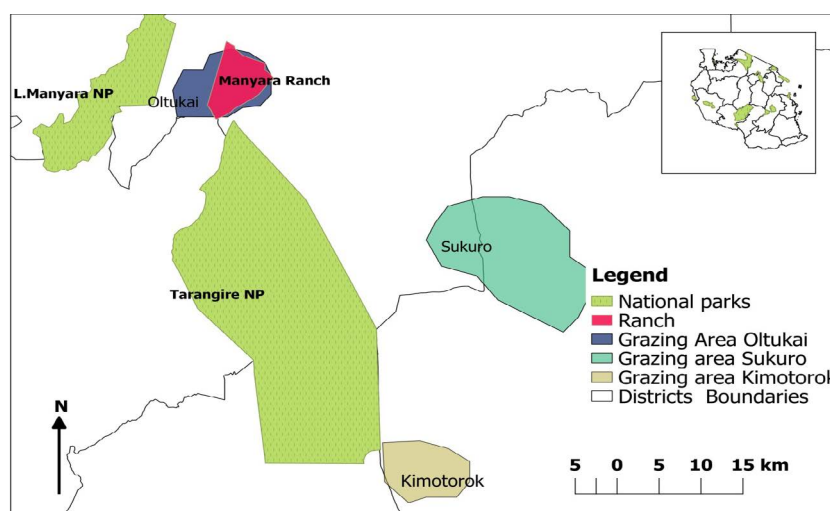 L.Manyara NP
Oltukai
Manyara Ranch
Sukuro
Tarangire NP
Kimotorok
N
Legend
National parks
Ranch
Grazing Area Oltukai
Grazing area Sukuro
Grazing area Kimotorok
Districts Boundaries
5 0 5 10 15 km